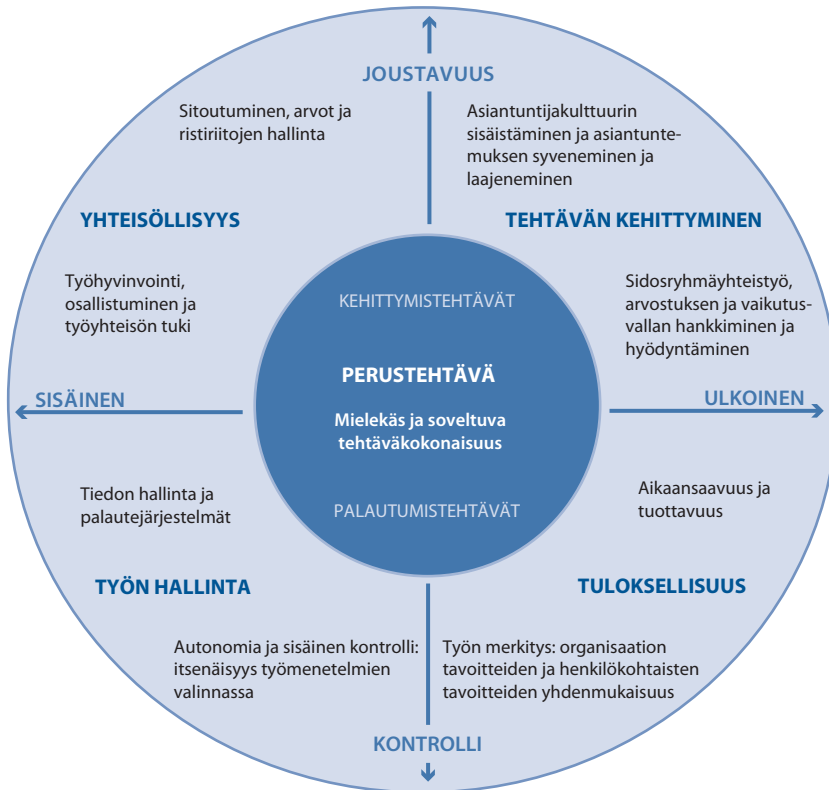 JOUSTAVUUS
Sitoutuminen, arvot ja
ristiriitojen hallinta
Asiantuntijakulttuurin
sisäistäminen ja asiantunte-
muksen syveneminen ja
laajeneminen
YHTEISÖLLISYYS
TEHTÄVÄN KEHITTYMINEN
Työhyvinvointi,
osallistuminen ja
työyhteisön tuki
KEHITTYMISTEHTÄVÄT
Sidosryhmäyhteistyö,
arvostuksen ja vaikutus-
vallan hankkiminen ja
hyödyntäminen
PERUSTEHTÄVÄ
SISÄINEN
ULKOINEN
Mielekäs ja soveltuva
tehtäväkokonaisuus
Tiedon hallinta ja
palautejärjestelmät
PALAUTUMISTEHTÄVÄT
Aikaansaavuus ja
tuottavuus
TYÖN HALLINTA
TULOKSELLISUUS
Autonomia ja sisäinen kontrolli:
itsenäisyys työmenetelmien
valinnassa
Työn merkitys: organisaation
tavoitteiden ja henkilökohtaisten
tavoitteiden yhdenmukaisuus
KONTROLLI